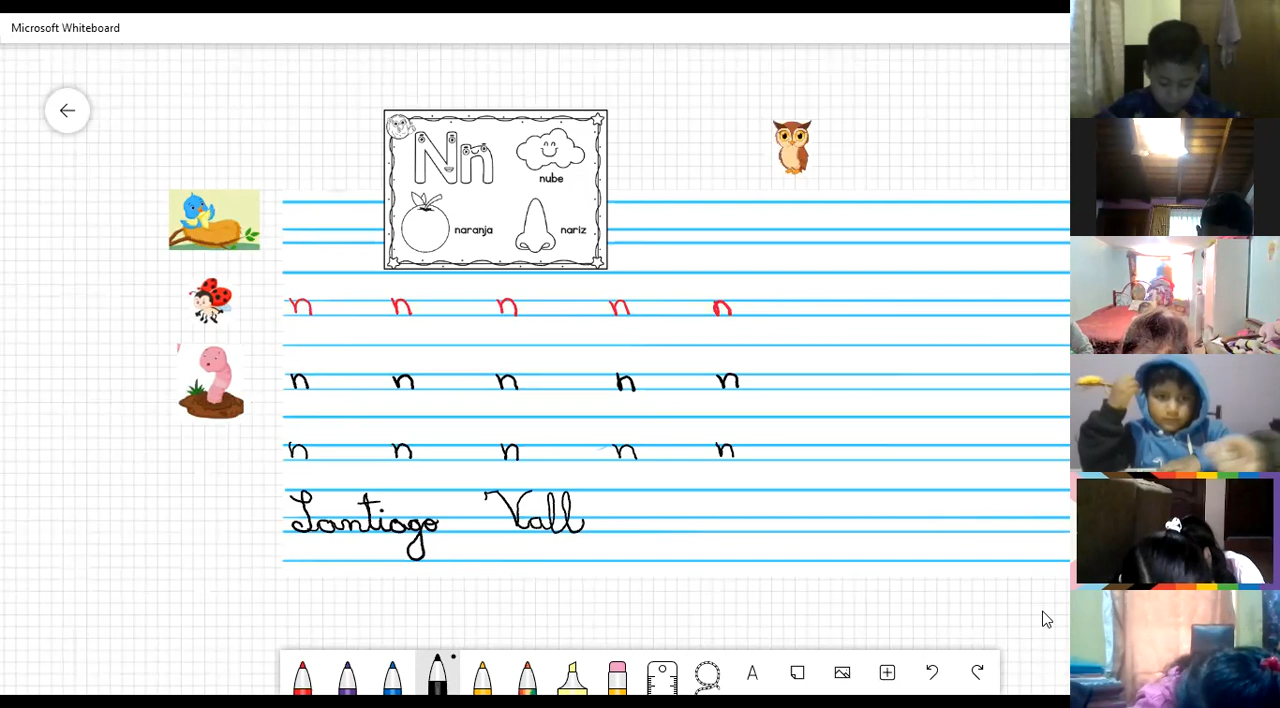 Microsoft Whiteboard
Nn
nube
naranja
nariz
n n n n n
n n n n n
n n n n n
Santiago Vall
A